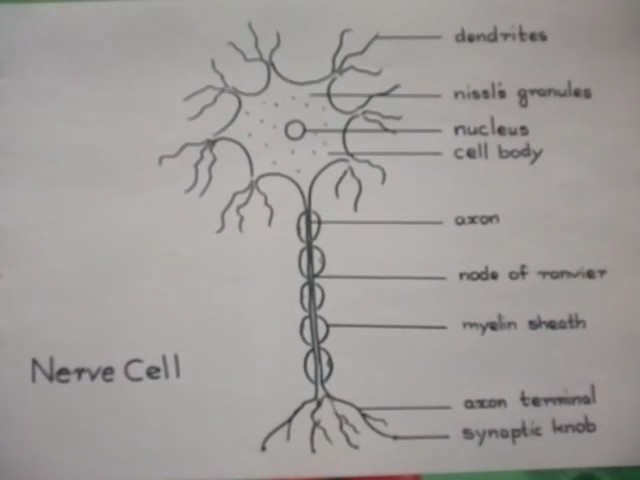 dendrites
nissl's granules
nucleus
cell body
axon
node of ranvier
myelin sheath
Nerve Cell
axon terminal
synaptic knob